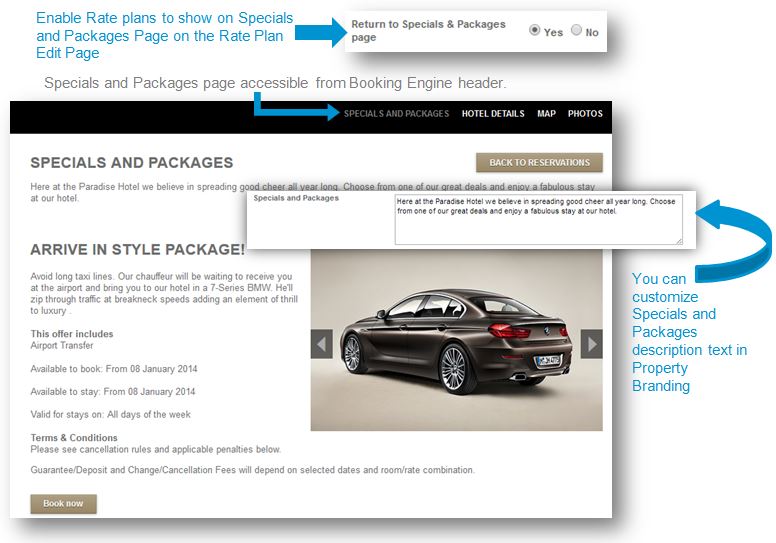 Enable Rate plans to show on Specials
and Packages Page on the Rate Plan
Edit Page
Return to Specials & Packages
page
Yes No
Specials and Packages page accessible from Booking Engine header.
SPECIALS AND PACKAGES HOTEL DETAILS MAP PHOTOS
SPECIALS AND PACKAGES
BACK TO RESERVATIONS
Here at the Paradise Hotel we believe in spreading good cheer all year long. Choose from one of our great deals and enjoy a fabulous stay
at our hotel.
Specials and Packages
Here at the Paradise Hotel we believe in spreading good cheer all year long. Choose
from one of our great deals and enjoy a fabulous stay at our hotel.
ARRIVE IN STYLE PACKAGE!
Avoid long taxi lines. Our chauffeur will be waiting to receive you
at the airport and bring you to our hotel in a 7-Series BMW. He'll
zip through traffic at breakneck speeds adding an element of thrill
to luxury .
This offer includes
Airport Transfer
Available to book: From 08 January 2014
Available to stay: From 08 January 2014
Valid for stays on: All days of the week
Terms & Conditions
Please see cancellation rules and applicable penalties below.
Guarantee/Deposit and Change/Cancellation Fees will depend on selected dates and room/rate combination.
Book now
You can
customize
Specials and
Packages
description text in
Property
Branding